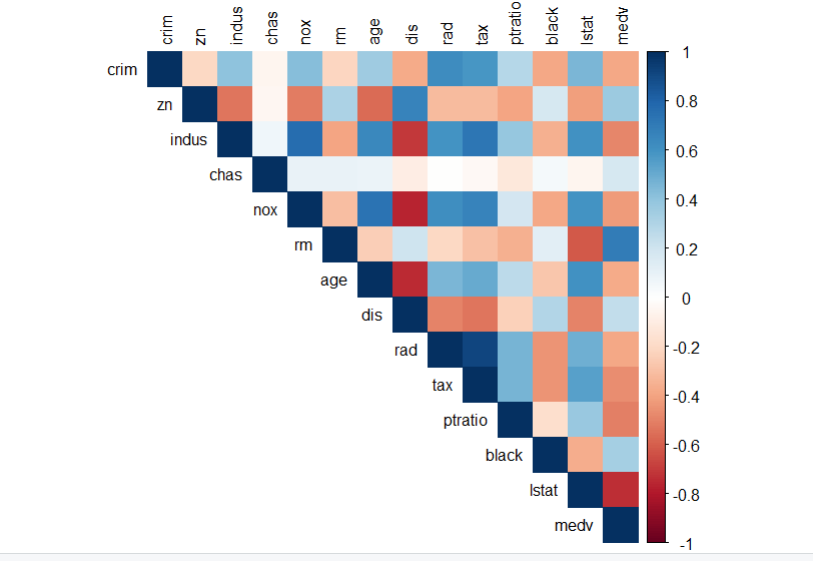 crim zn indus chas nox rm age dis rad tax ptratio black lstat medv
crim
zn
indus
chas
nox
rm
age
dis
rad
tax
ptratio
black
lstat
medv
1
0.8
0.6
0.4
0.2
0
-0.2
-0.4
-0.6
-0.8
-1